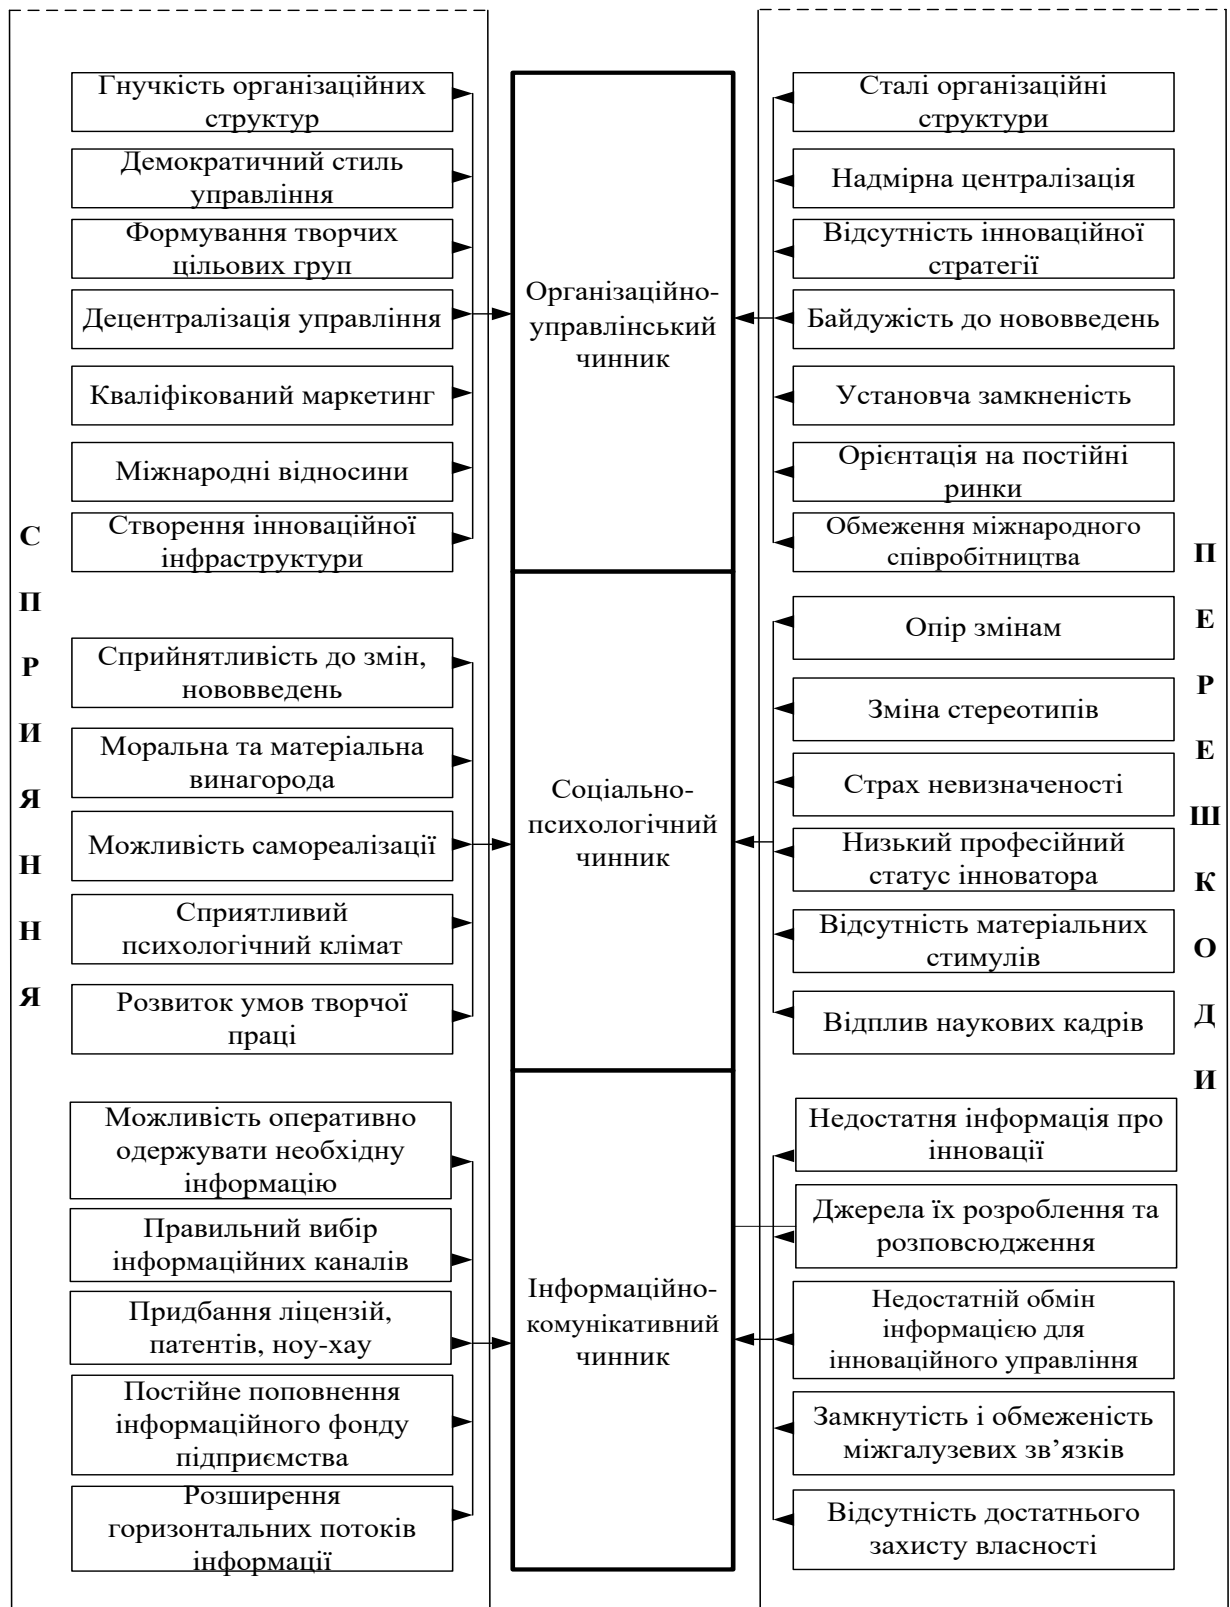 СПРИЯННЯ
Гнучкість організаційних
структур
Демократичний стиль
управління
Формування творчих
цільових груп
Децентралізація управління
Кваліфікований маркетинг
Міжнародні відносини
Створення інноваційної
інфраструктури
Сприйнятливість до змін,
нововведень
Моральна та матеріальна
винагорода
Можливість самореалізації
Сприятливий
психологічний клімат
Розвиток умов творчої
праці
Можливість оперативно
одержувати необхідну
інформацію
Правильний вибір
інформаційних каналів
Придбання ліцензій,
патентів, ноу-хау
Постійне поповнення
інформаційного фонду
підприємства
Розширення
горизонтальних потоків
інформації
Організаційно-
управлінський
чинник
Соціально-
психологічний
чинник
Інформаційно-
комунікативний
чинник
Сталі організаційні
структури
Надмірна централізація
Відсутність інноваційної
стратегії
Байдужість до нововведень
Установча замкненість
Орієнтація на постійні
ринки
Обмеження міжнародного
співробітництва
Опір змінам
Зміна стереотипів
Страх невизначеності
Низький професійний
статус інноватора
Відсутність матеріальних
стимулів
Відплив наукових кадрів
Недостатня інформація про
інновації
Джерела їх розроблення та
розповсюдження
Недостатній обмін
інформацією для
інноваційного управління
Замкнутість і обмеженість
міжгалузевих зв’язків
Відсутність достатнього
захисту власності
ПЕРЕШКОДИ